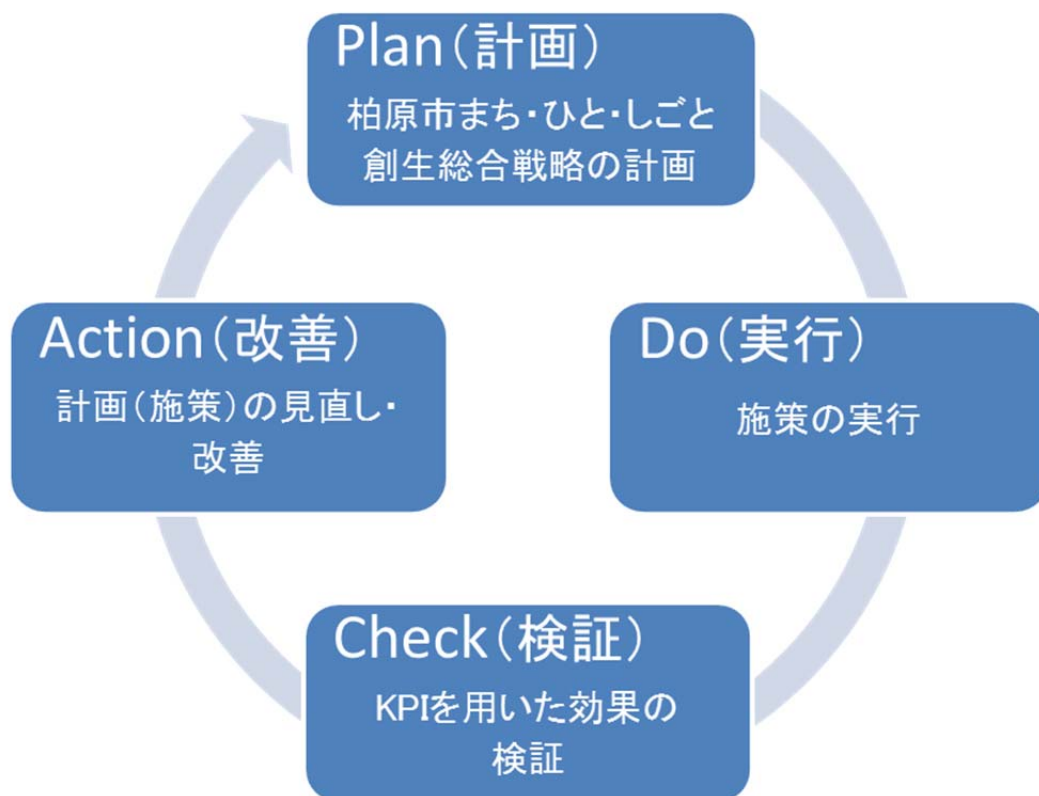 Plan（計画）
柏原市まち・ひと・しごと
創生総合戦略の計画
Do（実行）
施策の実行
Check（検証）
KPIを用いた効果の
検証
Action（改善）
計画（施策）の見直し・
改善